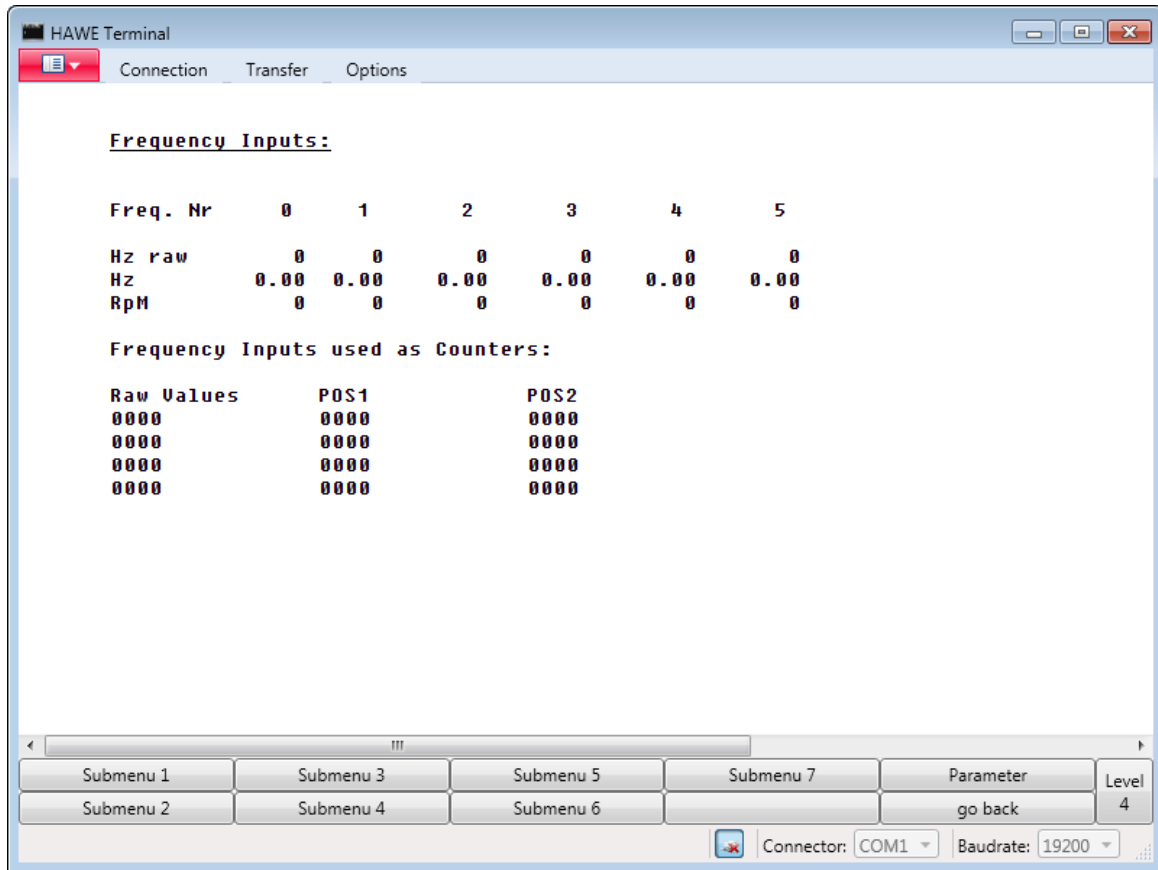 HAWE Terminal
Connection Transfer Options
Frequency Inputs:
Freq. Nr 0 1 2 3 4 5
Hz raw 0 0 0 0 0 0
Hz 0.00 0.00 0.00 0.00 0.00 0.00
RpM 0 0 0 0 0 0
Frequency Inputs used as Counters:
Raw Values POS1 POS2
0000 0000 0000
0000 0000 0000
0000 0000 0000
0000 0000 0000
Submenu 1 Submenu 3 Submenu 5 Submenu 7 Parameter Level
Submenu 2 Submenu 4 Submenu 6 go back 4
Connector: COM1 Baudrate: 19200